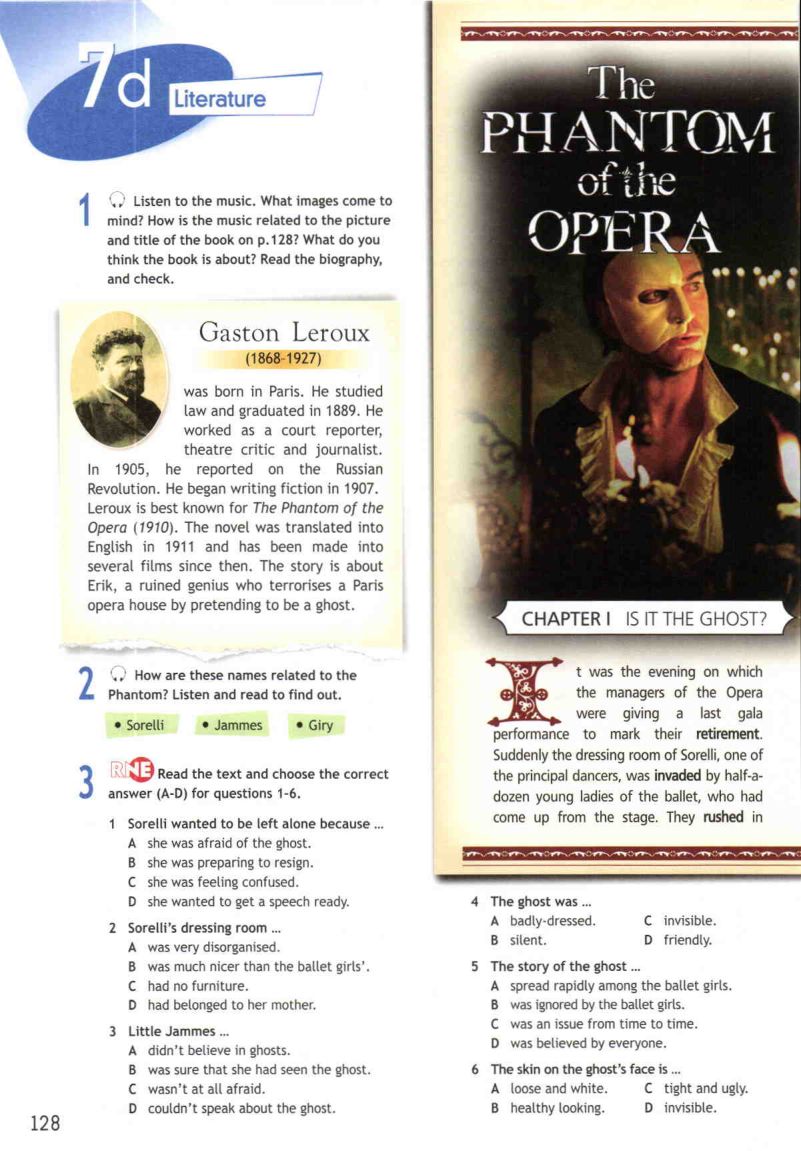 7d Literature
1 Listen to the music. What images come to
mind? How is the music related to the picture
and title of the book on p.128? What do you
think the book is about? Read the biography,
and check.
Gaston Leroux
(1868-1927)
was born in Paris. He studied
law and graduated in 1889. He
worked as a court reporter,
theatre critic and journalist.
In 1905, he reported on the Russian
Revolution. He began writing fiction in 1907.
Leroux is best known for The Phantom of the
Opera (1910). The novel was translated into
English in 1911 and has been made into
several films since then. The story is about
Erik, a ruined genius who terrorises a Paris
opera house by pretending to be a ghost.
2 How are these names related to the
Phantom? Listen and read to find out.
• Sorelli • Jammes • Giry
3 RNE Read the text and choose the correct
answer (A-D) for questions 1-6.
1 Sorelli wanted to be left alone because ...
A she was afraid of the ghost.
B she was preparing to resign.
C she was feeling confused.
D she wanted to get a speech ready.
2 Sorelli's dressing room ...
A was very disorganised.
B was much nicer than the ballet girls'.
C had no furniture.
D had belonged to her mother.
3 Little Jammes ...
A didn't believe in ghosts.
B was sure that she had seen the ghost.
C wasn't at all afraid.
D couldn't speak about the ghost.
128
The
PHANTOM
of the
OPERA
CHAPTER I IS IT THE GHOST?
It was the evening on which
the managers of the Opera
were giving a last gala
performance to mark their retirement.
Suddenly the dressing room of Sorelli, one of
the principal dancers, was invaded by half-a-
dozen young ladies of the ballet, who had
come up from the stage. They rushed in
4 The ghost was ...
A badly-dressed. C invisible.
B silent. D friendly.
5 The story of the ghost ...
A spread rapidly among the ballet girls.
B was ignored by the ballet girls.
C was an issue from time to time.
D was believed by everyone.
6 The skin on the ghost's face is ...
A loose and white. C tight and ugly.
B healthy looking. D invisible.